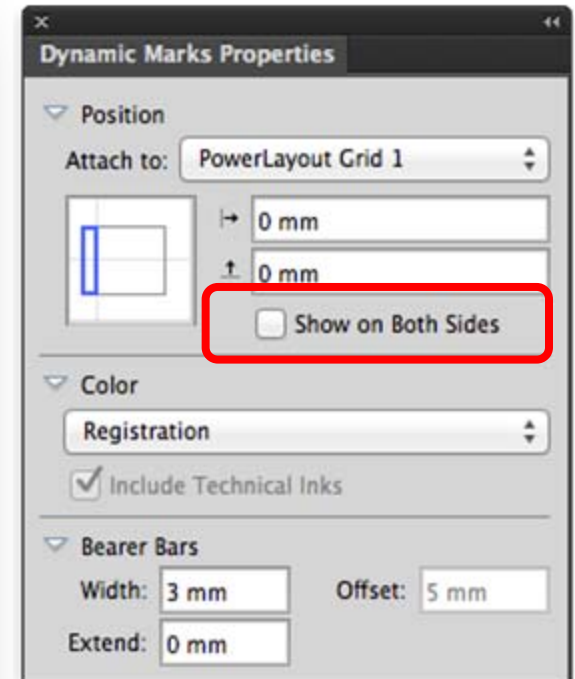 Dynamic Marks Properties
Position
Attach to: PowerLayout Grid 1
0 mm
0 mm
Show on Both Sides
Color
Registration
Include Technical Inks
Bearer Bars
Width: 3 mm Offset: 5 mm
Extend: 0 mm